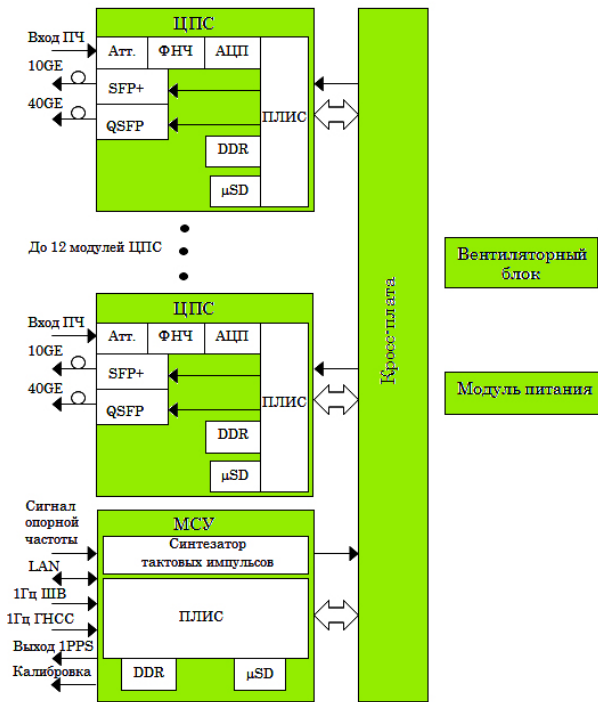 ЦПС
Вход ПЧ
Атт.
ФНЧ
АЦП
10GE
SFP+
ПЛИС
40GE
QSFP
DDR
µSD
До 12 модулей ЦПС
ЦПС
Вход ПЧ
Атт.
ФНЧ
АЦП
10GE
SFP+
ПЛИС
40GE
QSFP
DDR
µSD
Кросс-плата
Вентиляторный
блок
Модуль питания
МСУ
Сигнал
опорной
частоты
Синтезатор
тактовых импульсов
LAN
1Гц ШВ
1Гц ГНСС
ПЛИС
Выход 1PPS
Калибровка
DDR
µSD